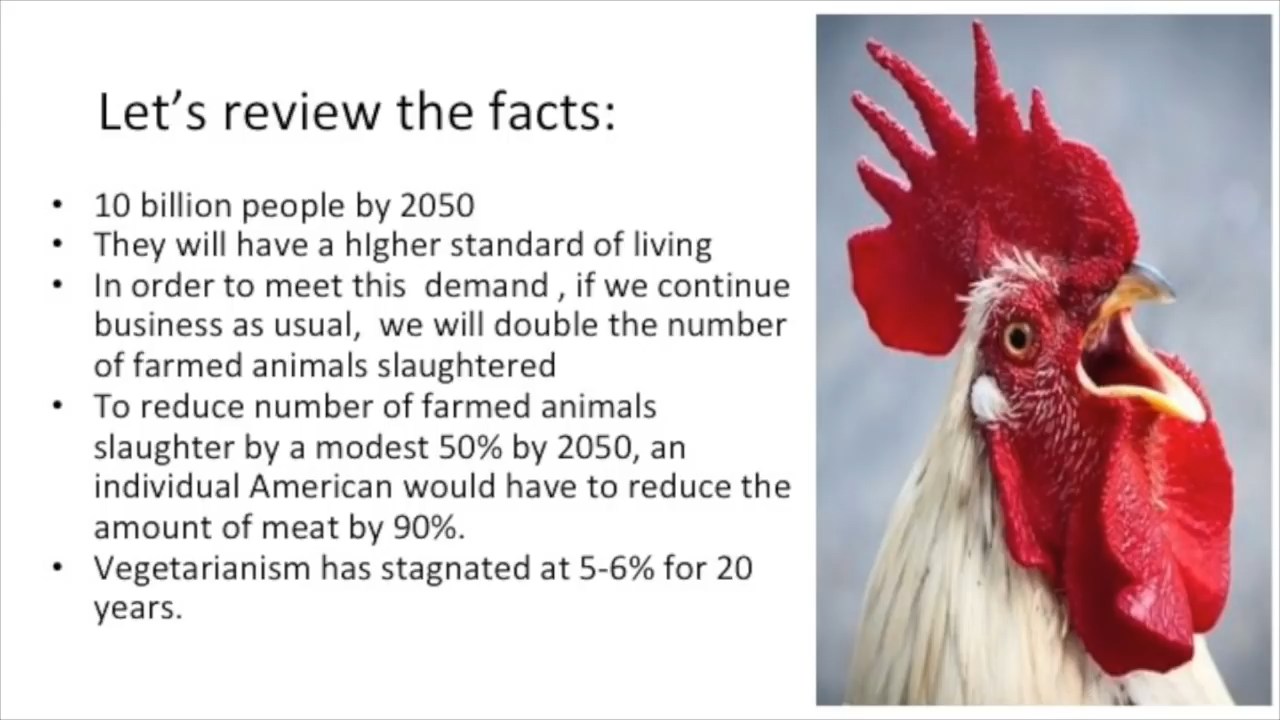 Let’s review the facts:
• 10 billion people by 2050
• They will have a hIgher standard of living
• In order to meet this  demand , if we continue
business as usual,  we will double the number
of farmed animals slaughtered
• To reduce number of farmed animals
slaughter by a modest 50% by 2050, an
individual American would have to reduce the
amount of meat by 90%.
• Vegetarianism has stagnated at 5-6% for 20
years.